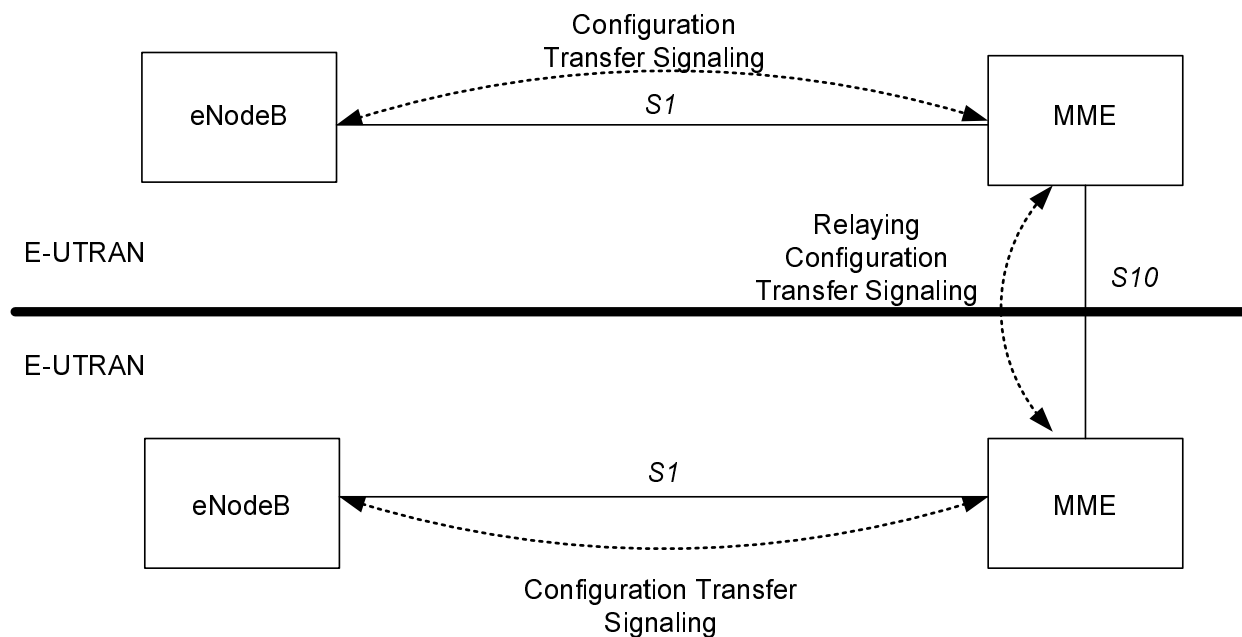 Configuration
Transfer Signaling
eNodeB
S1
MME
Relaying
Configuration
Transfer Signaling
E-UTRAN
S10
E-UTRAN
S1
eNodeB
MME
Configuration Transfer
Signaling